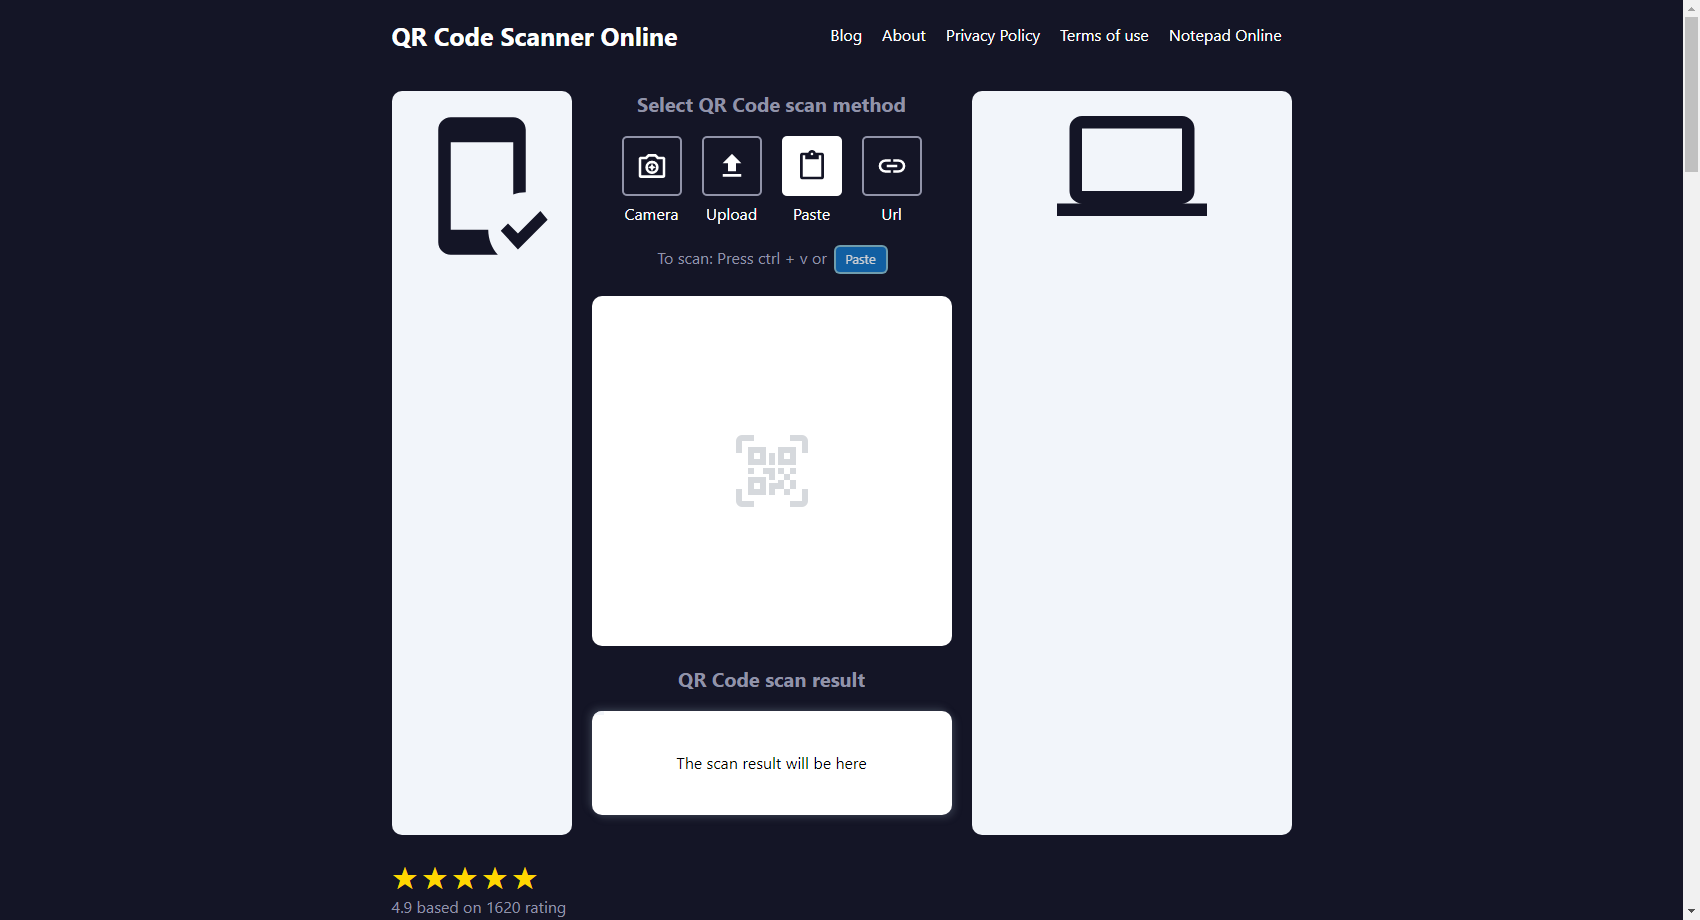 QR Code Scanner Online
Blog About Privacy Policy Terms of use Notepad Online
Select QR Code scan method
Camera Upload Paste Url
To scan: Press ctrl + v or Paste
QR Code scan result
The scan result will be here
4.9 based on 1620 rating